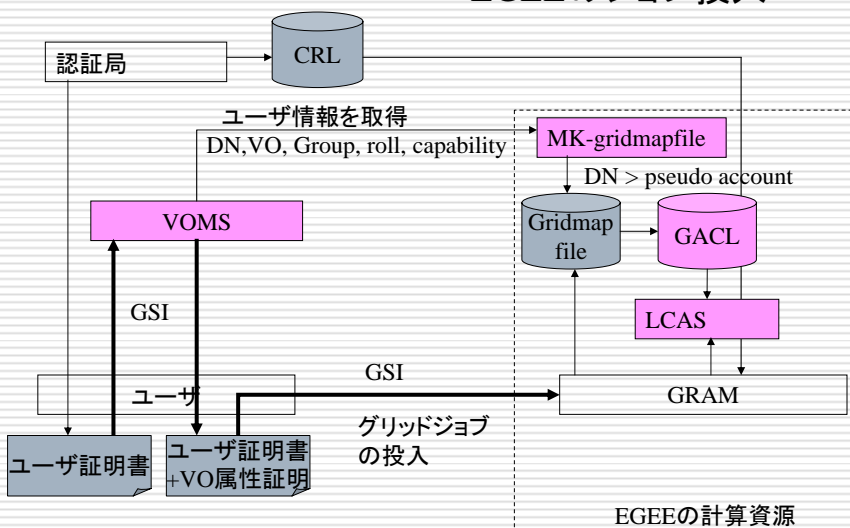 EGEEのジョブ投入
認証局
CRL
ユーザ情報を取得
DN,VO, Group, roll, capability
MK-gridmapfile
DN > pseudo account
VOMS
Gridmap
file
GACL
GSI
LCAS
GSI
ユーザ
GRAM
グリッドジョブ
の投入
ユーザ証明書
ユーザ証明書
+VO属性証明
EGEEの計算資源